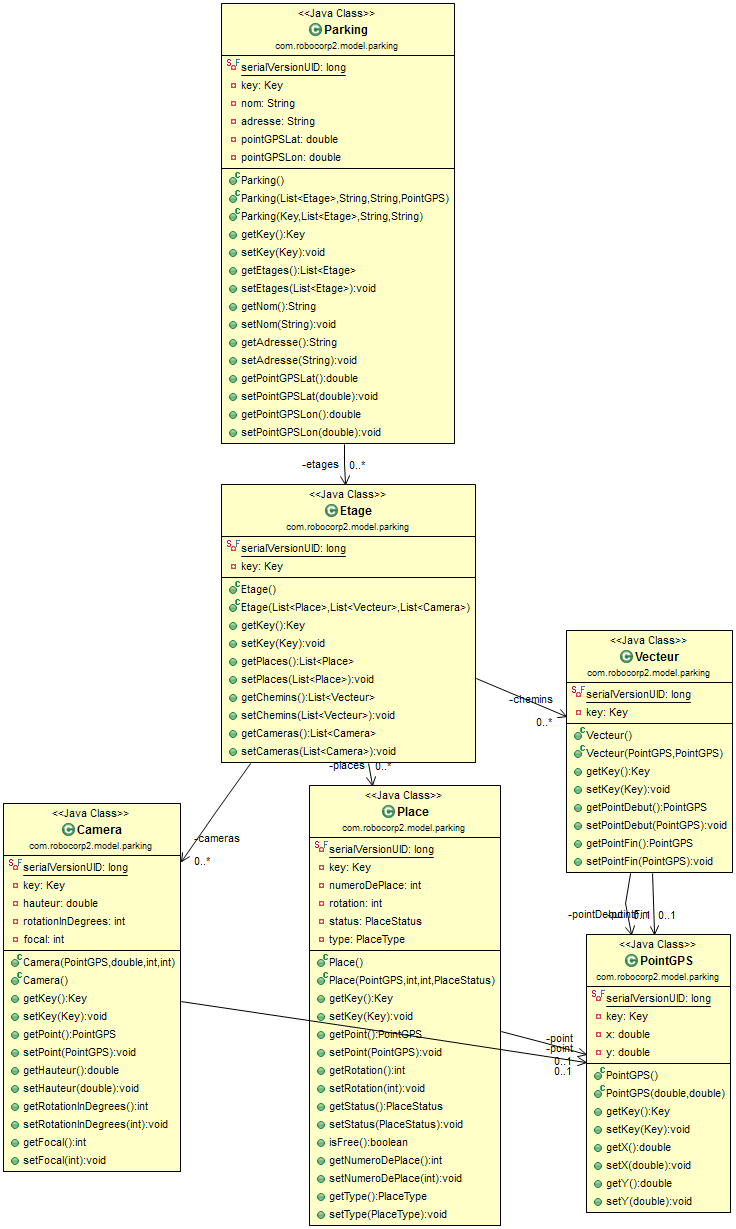 <<Java Class>>
Parking
com.robocorp2.model.parking
serialVersionUID: long
key: Key
nom: String
adresse: String
pointGPSLat: double
pointGPSLon: double
Parking()
Parking(List<Etage>,String,String,PointGPS)
Parking(Key,List<Etage>,String,String)
getKey():Key
setKey(Key):void
getEtages():List<Etage>
setEtages(List<Etage>):void
getNom():String
setNom(String):void
getAdresse():String
setAdresse(String):void
getPointGPSLat():double
setPointGPSLat(double):void
getPointGPSLon():double
setPointGPSLon(double):void
-etages 0..*
<<Java Class>>
Etage
com.robocorp2.model.parking
serialVersionUID: long
key: Key
Etage()
Etage(List<Place>,List<Vecteur>,List<Camera>)
getKey():Key
setKey(Key):void
getPlaces():List<Place>
setPlaces(List<Place>):void
getChemins():List<Vecteur>
setChemins(List<Vecteur>):void
getCameras():List<Camera>
setCameras(List<Camera>):void
-chemins
0..*
-places 0..*
-cameras
0..*
<<Java Class>>
Vecteur
com.robocorp2.model.parking
serialVersionUID: long
key: Key
Vecteur()
Vecteur(PointGPS,PointGPS)
getKey():Key
setKey(Key):void
getPointDebut():PointGPS
setPointDebut(PointGPS):void
getPointFin():PointGPS
setPointFin(PointGPS):void
-pointDebut
-pointFin
0..1
0..1
<<Java Class>>
Camera
com.robocorp2.model.parking
serialVersionUID: long
key: Key
hauteur: double
rotationInDegrees: int
focal: int
Camera(PointGPS,double,int,int)
Camera()
getKey():Key
setKey(Key):void
getPoint():PointGPS
setPoint(PointGPS):void
getHauteur():double
setHauteur(double):void
getRotationInDegrees():int
setRotationInDegrees(int):void
getFocal():int
setFocal(int):void
<<Java Class>>
Place
com.robocorp2.model.parking
serialVersionUID: long
key: Key
numeroDePlace: int
rotation: int
status: PlaceStatus
type: PlaceType
Place()
Place(PointGPS,int,int,PlaceStatus)
getKey():Key
setKey(Key):void
getPoint():PointGPS
setPoint(PointGPS):void
getRotation():int
setRotation(int):void
getStatus():PlaceStatus
setStatus(PlaceStatus):void
isFree():boolean
getNumeroDePlace():int
setNumeroDePlace(int):void
getType():PlaceType
setType(PlaceType):void
-point
-point
0..1
0..1
<<Java Class>>
PointGPS
com.robocorp2.model.parking
serialVersionUID: long
key: Key
x: double
y: double
PointGPS()
PointGPS(double,double)
getKey():Key
setKey(Key):void
getX():double
setX(double):void
getY():double
setY(double):void